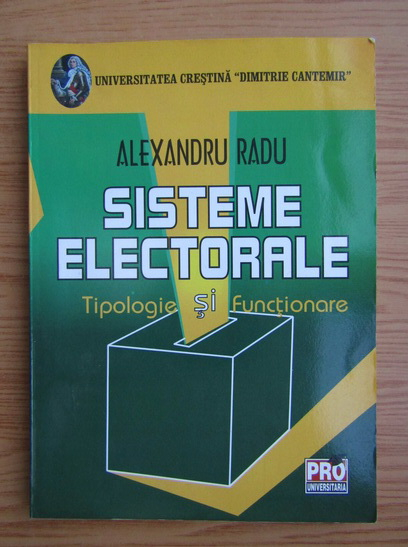 UNIVERSITATEA CREȘTINĂ "DIMITRIE CANTEMIR"
ALEXANDRU RADU
SISTEME
ELECTORALE
Tipologie și Funcționare
PRO
UNIVERSITARIA